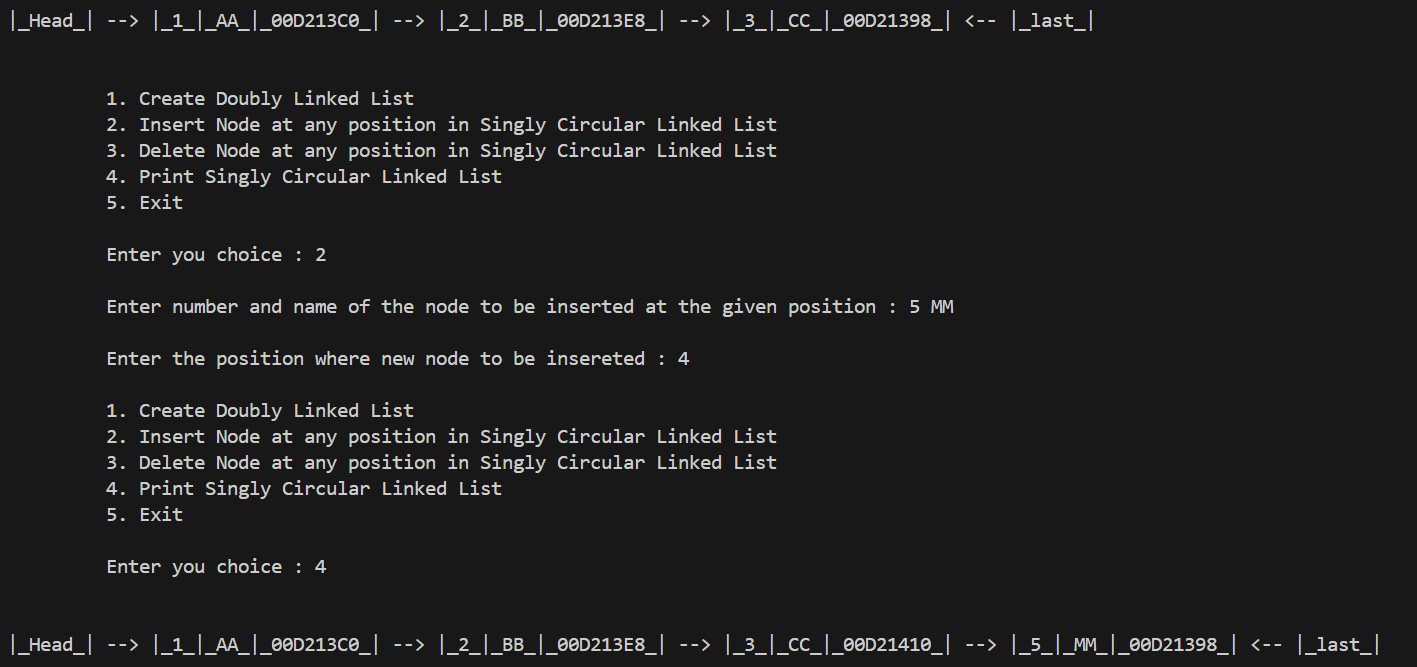 |_Head_| --> |_1_|_AA_|_00D213C0_| --> |_2_|_BB_|_00D213E8_| --> |_3_|_CC_|_00D21398_| <-- |_last_|
1. Create Doubly Linked List
2. Insert Node at any position in Singly Circular Linked List
3. Delete Node at any position in Singly Circular Linked List
4. Print Singly Circular Linked List
5. Exit
Enter you choice : 2
Enter number and name of the node to be inserted at the given position : 5 MM
Enter the position where new node to be insereted : 4
1. Create Doubly Linked List
2. Insert Node at any position in Singly Circular Linked List
3. Delete Node at any position in Singly Circular Linked List
4. Print Singly Circular Linked List
5. Exit
Enter you choice : 4
|_Head_| --> |_1_|_AA_|_00D213C0_| --> |_2_|_BB_|_00D213E8_| --> |_3_|_CC_|_00D21410_| --> |_5_|_MM_|_00D21398_| <-- |_last_|